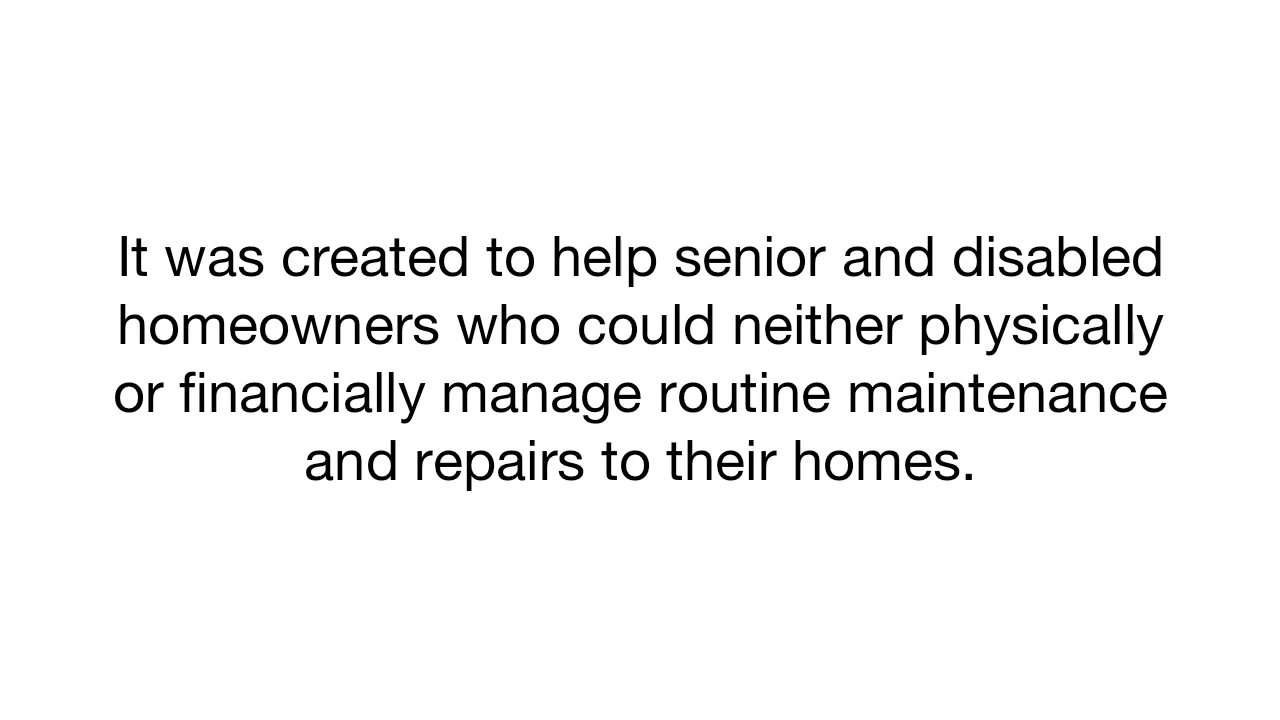 It was created to help senior and disabled
homeowners who could neither physically
or financially manage routine maintenance
and repairs to their homes.